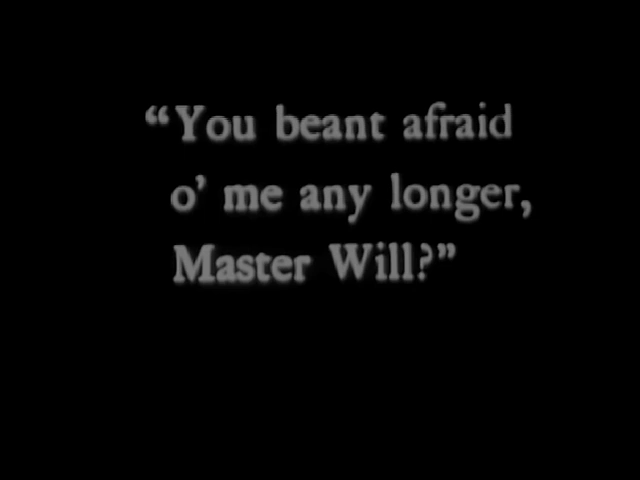 “You beant afraid
o’ me any longer,
Master Will?”